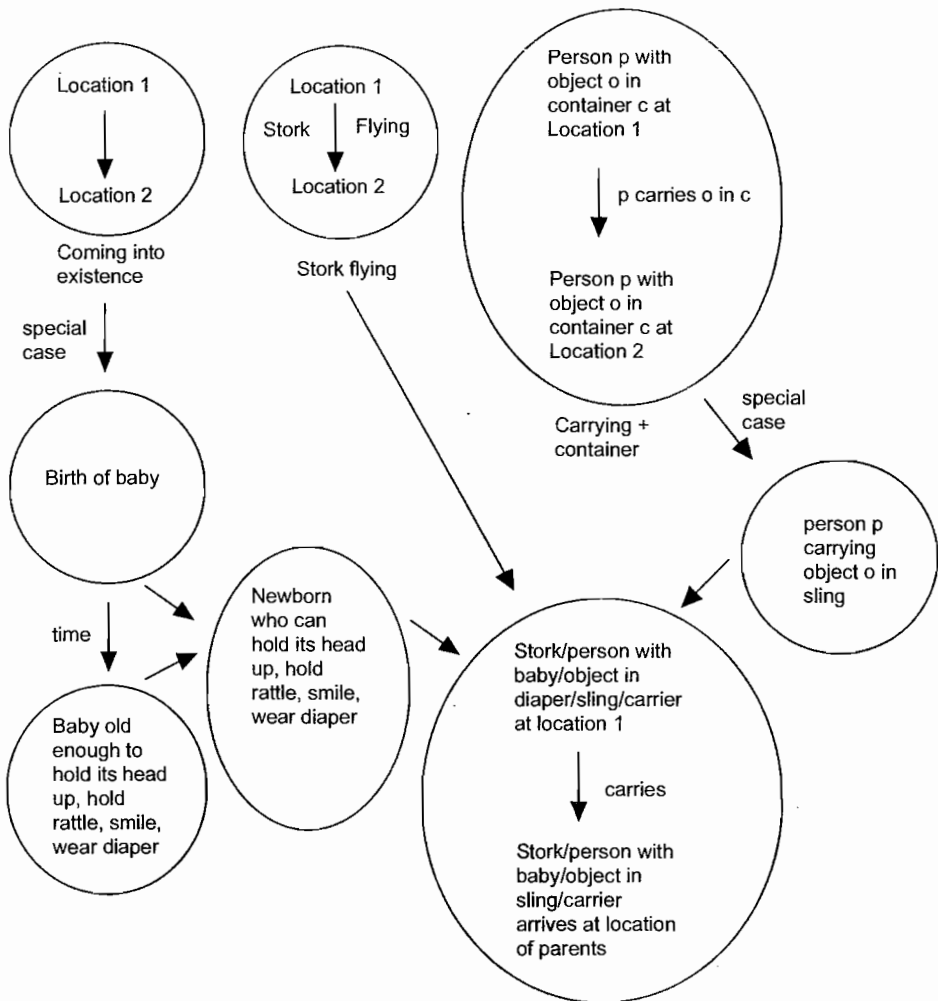 Location 1
Location 2
Coming into
existence
special
case
Birth of baby
time
Baby old
enough to
hold its head
up, hold
rattle, smile,
wear diaper
Newborn
who can
hold its head
up, hold
rattle, smile,
wear diaper
Location 1
Stork Flying
Location 2
Stork flying
Person p with
object o in
container c at
Location 1
p carries o in c
Person p with
object o in
container c at
Location 2
Carrying +
container
special
case
person p
carrying
object o in
sling
Stork/person with
baby/object in
diaper/sling/carrier
at location 1
carries
Stork/person with
baby/object in
sling/carrier
arrives at location
of parents